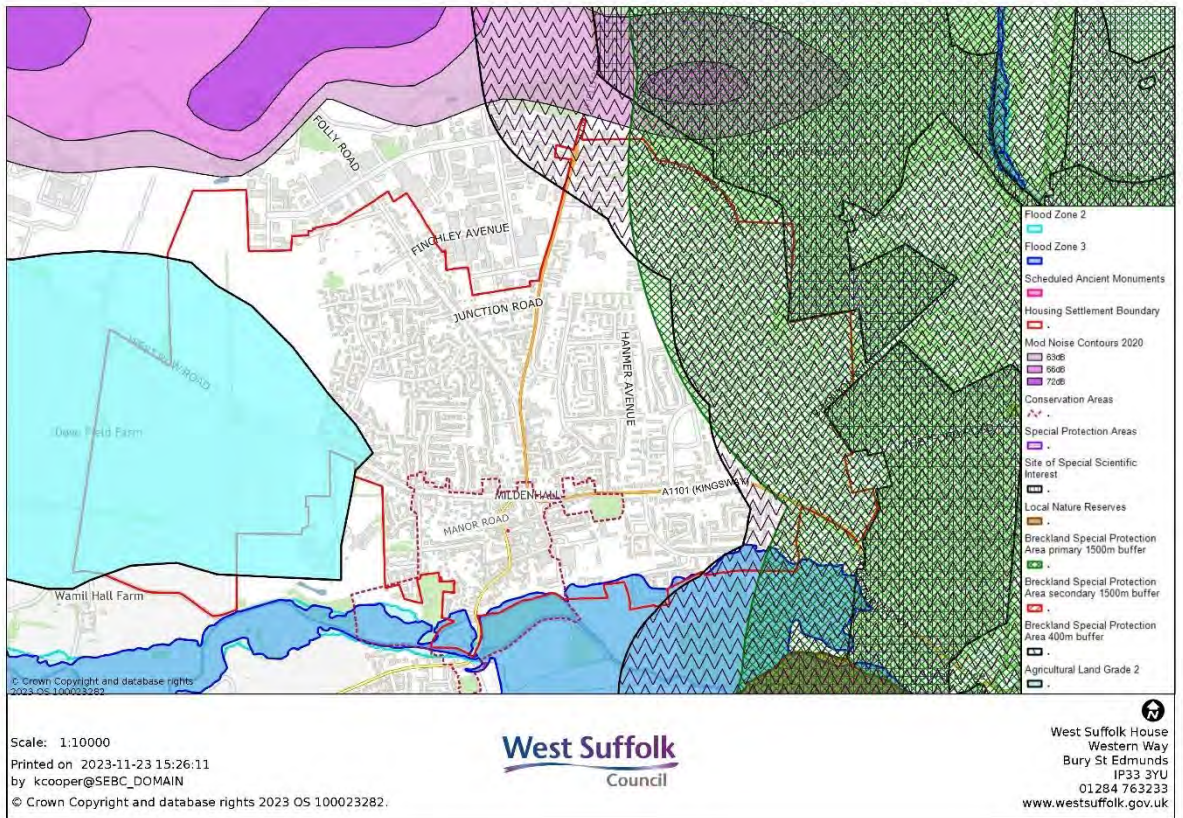 FOLLY ROAD
FINCHLEY AVENUE
JUNCTION ROAD
HANMER AVENUE
WEST ROW ROAD
Dave Field Farm
MILDENHALL
A1101 (KINGSWAY)
MANOR ROAD
Wamil Hall Farm
© Crown Copyright and database rights
2023 OS 100023282
Flood Zone 2
Flood Zone 3
Scheduled Ancient Monuments
Housing Settlement Boundary
Mod Noise Contours 2020
63dB
66dB
72dB
Conservation Areas
Special Protection Areas
Site of Special Scientific
Interest
Local Nature Reserves
Breckland Special Protection
Area primary 1500m buffer
Breckland Special Protection
Area secondary 1500m buffer
Breckland Special Protection
Area 400m buffer
Agricultural Land Grade 2
Scale: 1:10000
Printed on 2023-11-23 15:26:11
by kcooper@SEBC_DOMAIN
© Crown Copyright and database rights 2023 OS 100023282.
West Suffolk
Council
N
West Suffolk House
Western Way
Bury St Edmunds
IP33 3YU
01284 763233
www.westsuffolk.gov.uk